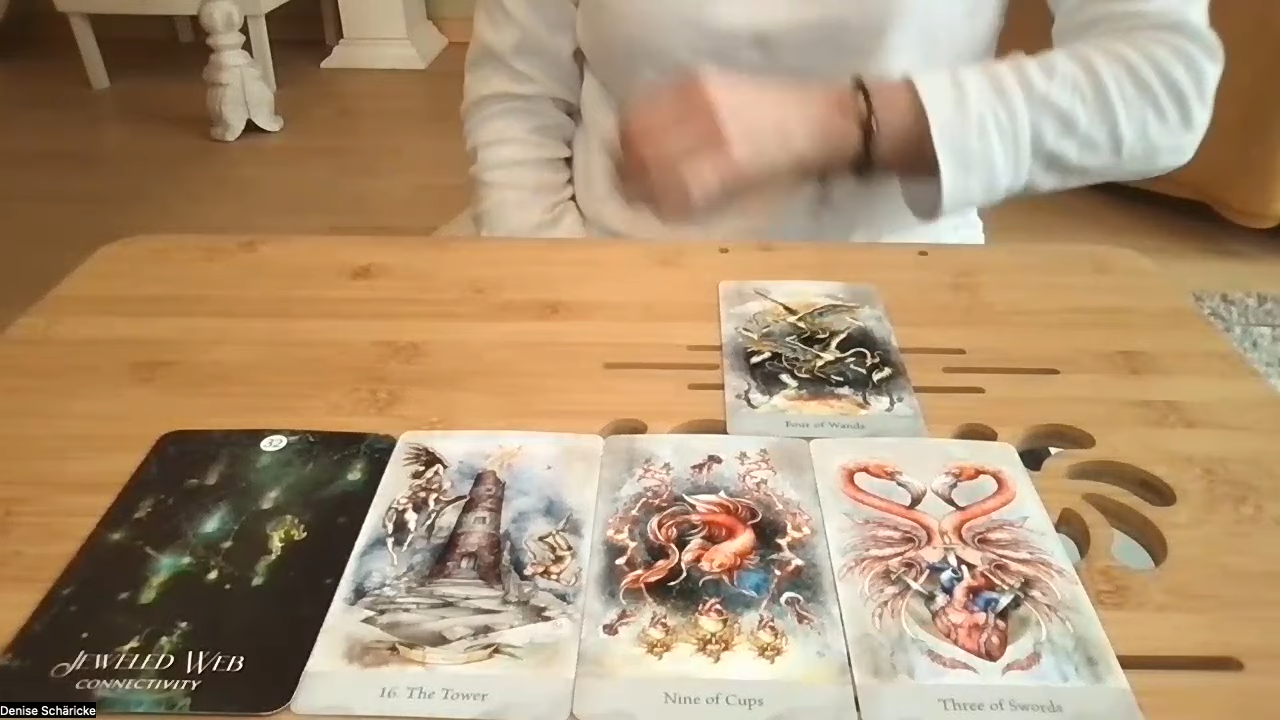 Four of Wands
32
JEWELED WEB
CONNECTIVITY
16. The Tower
Nine of Cups
Three of Swords
Denise Schäricke